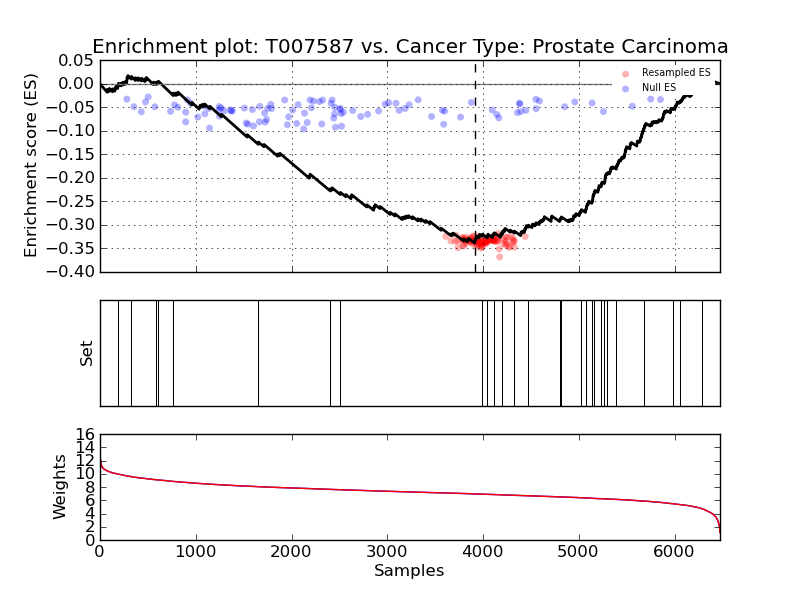 Enrichment plot: T007587 vs. Cancer Type: Prostate Carcinoma
Enrichment score (ES)
0.05
0.00
−0.05
−0.10
−0.15
−0.20
−0.25
−0.30
−0.35
−0.40
Resampled ES
Null ES
Set
Weights
16
14
12
10
8
6
4
2
0
0 1000 2000 3000 4000 5000 6000
Samples